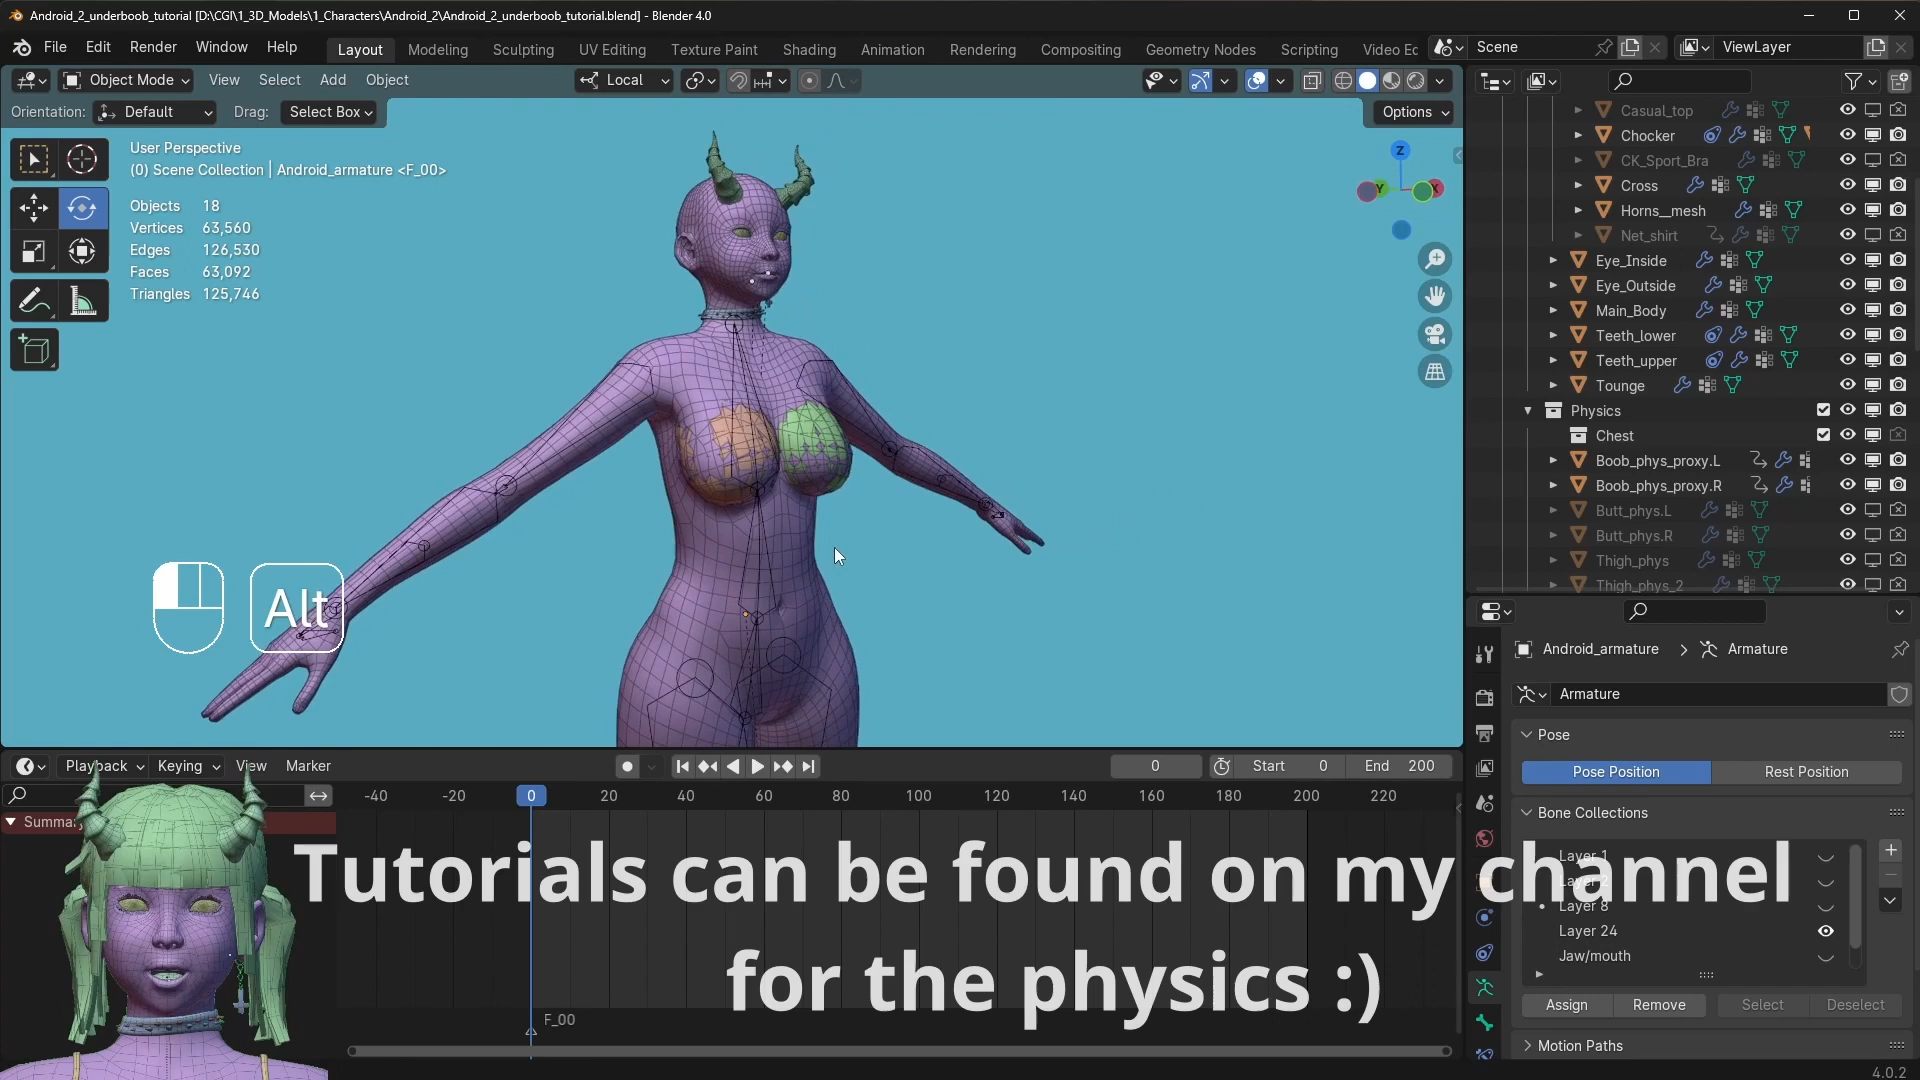 Android_2_underboob_tutorial [D:\CGI\1_3D_Models\1_Characters\Android_2\Android_2_underboob_tutorial.blend] - Blender 4.0
File Edit Render Window Help
Layout Modeling Sculpting UV Editing Texture Paint Shading Animation Rendering Compositing Geometry Nodes Scripting Video Ec
Scene
ViewLayer
Object Mode View Select Add Object
Local
Orientation: Default Drag: Select Box
Options
User Perspective
(0) Scene Collection | Android_armature <F_00>
Objects 18
Vertices 63,560
Edges 126,530
Faces 63,092
Triangles 125,746
Z
Y
X
Alt
Casual_top
Chocker
CK_Sport_Bra
Cross
Horns__mesh
Net_shirt
Eye_Inside
Eye_Outside
Main_Body
Teeth_lower
Teeth_upper
Tounge
Physics
Chest
Boob_phys_proxy.L
Boob_phys_proxy.R
Butt_phys.L
Butt_phys.R
Thigh_phys
Thigh_phys_2
Android_armature > Armature
Armature
Pose
Pose Position Rest Position
Bone Collections
Layer 1
Layer 2
Layer 8
Layer 24
Jaw/mouth
Assign Remove Select Deselect
Motion Paths
4.0.2
Playback Keying View Marker
0
Start 0
End 200
-40 -20 0 20 40 60 80 100 120 140 160 180 200 220
F_00
Tutorials can be found on my channel
for the physics :)